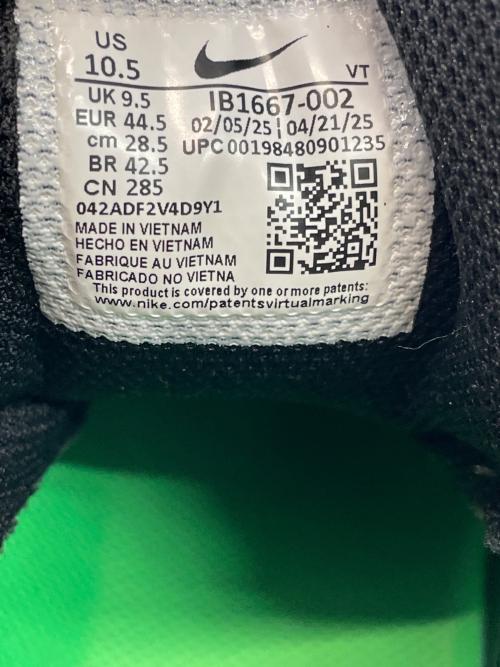 US
10.5
VT
UK 9.5
IB1667-002
EUR 44.5
02/05/25 | 04/21/25
cm 28.5
UPC 00198480901235
BR 42.5
CN 285
042ADF2V4D9Y1
MADE IN VIETNAM
HECHO EN VIETNAM
FABRIQUE AU VIETNAM
FABRICADO NO VIETNA
This product is covered by one or more patents:
www.nike.com/patentsvirtualmarking